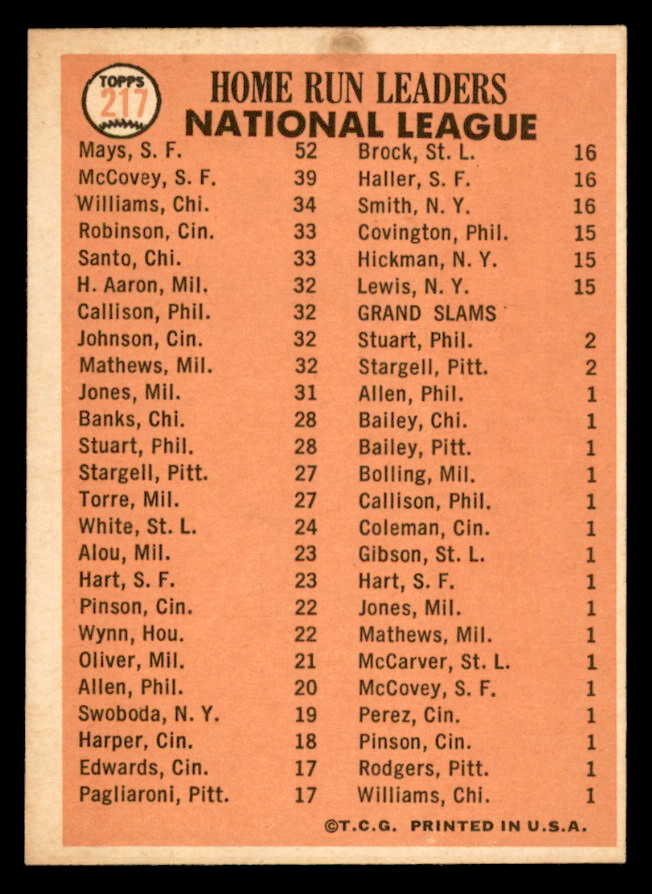 TOPPS
217
HOME RUN LEADERS
NATIONAL LEAGUE
Mays, S. F. 52
McCovey, S. F. 39
Williams, Chi. 34
Robinson, Cin. 33
Santo, Chi. 33
H. Aaron, Mil. 32
Callison, Phil. 32
Johnson, Cin. 32
Mathews, Mil. 32
Jones, Mil. 31
Banks, Chi. 28
Stuart, Phil. 28
Stargell, Pitt. 27
Torre, Mil. 27
White, St. L. 24
Alou, Mil. 23
Hart, S. F. 23
Pinson, Cin. 22
Wynn, Hou. 22
Oliver, Mil. 21
Allen, Phil. 20
Swoboda, N. Y. 19
Harper, Cin. 18
Edwards, Cin. 17
Pagliaroni, Pitt. 17
Brock, St. L. 16
Haller, S. F. 16
Smith, N. Y. 16
Covington, Phil. 15
Hickman, N. Y. 15
Lewis, N. Y. 15
GRAND SLAMS
Stuart, Phil. 2
Stargell, Pitt. 2
Allen, Phil. 1
Bailey, Chi. 1
Bailey, Pitt. 1
Bolling, Mil. 1
Callison, Phil. 1
Coleman, Cin. 1
Gibson, St. L. 1
Hart, S. F. 1
Jones, Mil. 1
Mathews, Mil. 1
McCarver, St. L. 1
McCovey, S. F. 1
Perez, Cin. 1
Pinson, Cin. 1
Rodgers, Pitt. 1
Williams, Chi. 1
©T.C.G. PRINTED IN U.S.A.